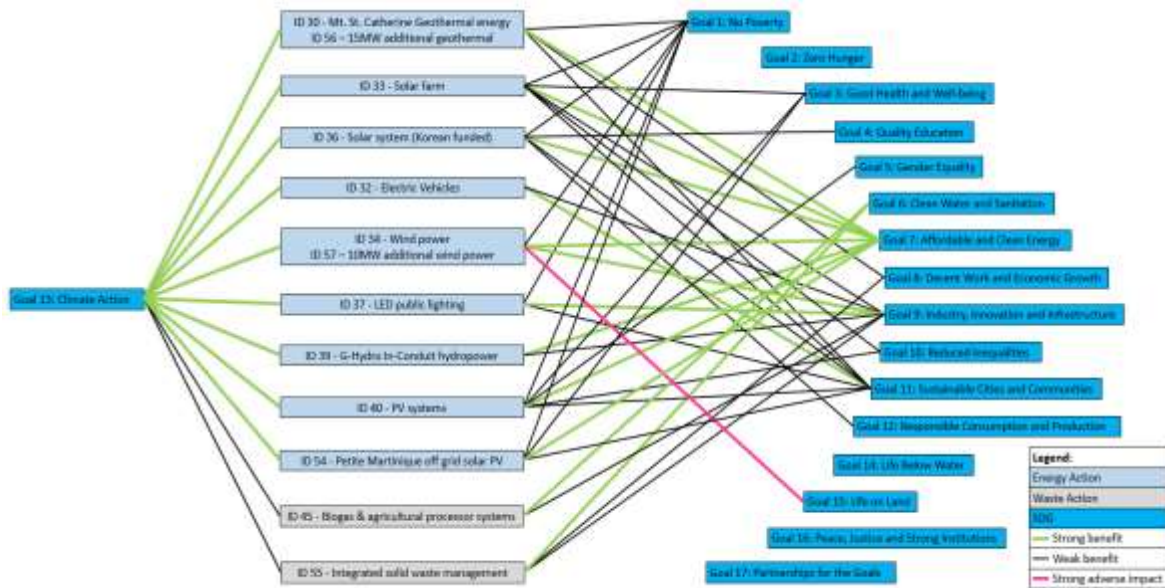 Goal 13: Climate Action
ID 30 - Mt. St. Catherine Geothermal energy
ID 56 – 15MW additional geothermal
ID 33 - Solar farm
ID 36 - Solar system (Korean funded)
ID 32 - Electric Vehicles
ID 38 - Wind power
ID 57 – 10MW additional wind power
ID 37 - LED public lighting
ID 39 - G-Hydro In-Conduit hydropower
ID 40 - PV systems
ID 54 - Petite Martinique off grid solar PV
ID 45 - Biogas & agricultural processor systems
ID 55 - Integrated solid waste management
Goal 1: No Poverty
Goal 2: Zero Hunger
Goal 3: Good Health and Well-being
Goal 4: Quality Education
Goal 5: Gender Equality
Goal 6: Clean Water and Sanitation
Goal 7: Affordable and Clean Energy
Goal 8: Decent Work and Economic Growth
Goal 9: Industry, Innovation and Infrastructure
Goal 10: Reduced Inequalities
Goal 11: Sustainable Cities and Communities
Goal 12: Responsible Consumption and Production
Goal 14: Life Below Water
Goal 15: Life on Land
Goal 16: Peace, Justice and Strong Institutions
Goal 17: Partnerships for the Goals
Legend:
Energy Action
Waste Action
SDG
Strong benefit
Weak benefit
Strong adverse impact